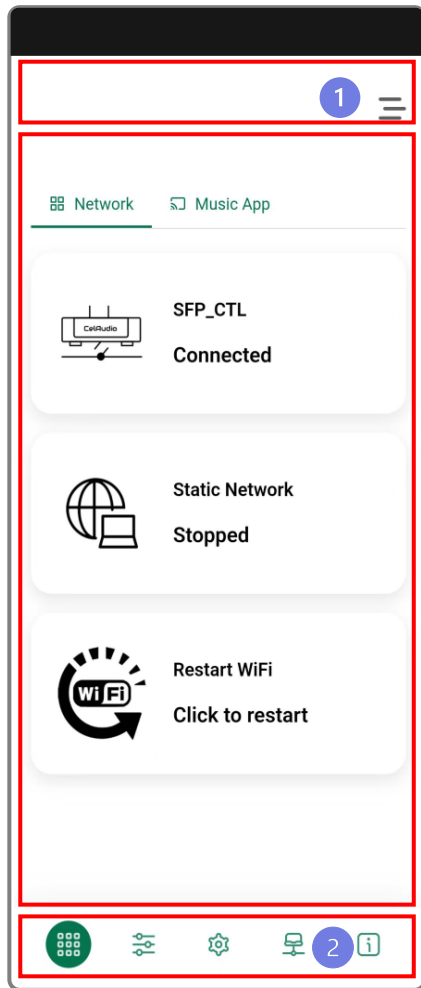 1
Network
Music App
CelAudio
SFP_CTL
Connected
Static Network
Stopped
WiFi
Restart WiFi
Click to restart
2
i